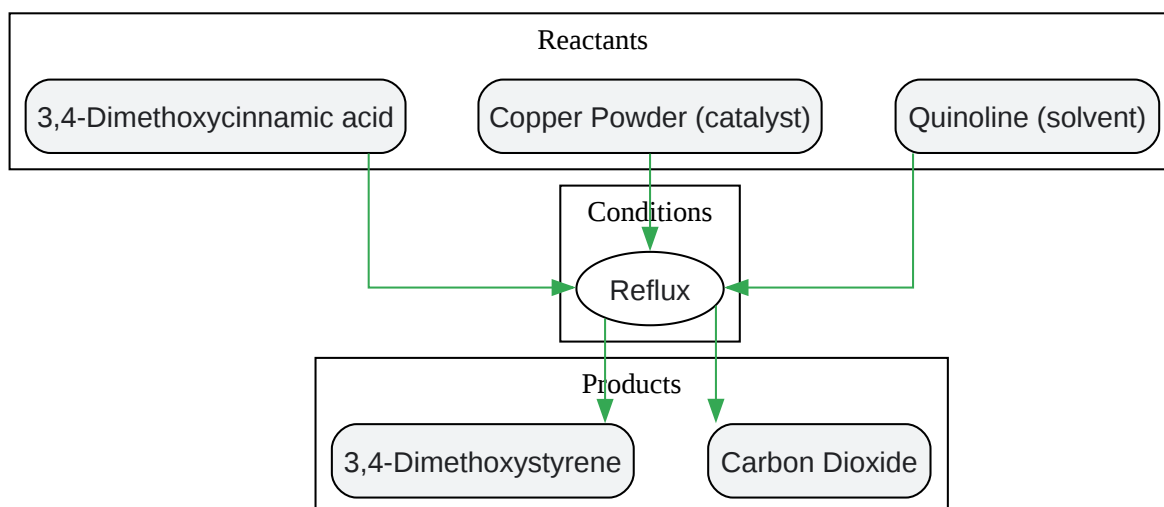 Reactants
3,4-Dimethoxycinnamic acid
Copper Powder (catalyst)
Quinoline (solvent)
Conditions
Reflux
Products
3,4-Dimethoxystyrene
Carbon Dioxide